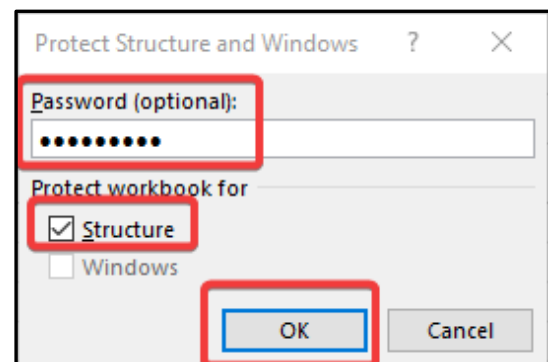 Protect Structure and Windows ? ×
Password (optional):
•••••••••
Protect workbook for
Structure
Windows
OK Cancel